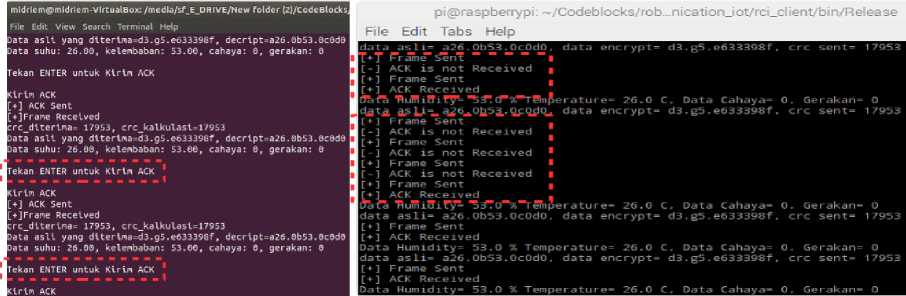 midriem@midriem-VirtualBox: /media/sf_E_DRIVE/New folder (2)/CodeBlocks/
File Edit View Search Terminal Help
Data asli yang diterima=d3.g5.e633398f, decript=a26.0b53.0c0d0
Data suhu: 26.00, kelembaban: 53.00, cahaya: 0, gerakan: 0
Tekan ENTER untuk Kirim ACK
Kirim ACK
[+] ACK Sent
[+]Frame Received
crc_diterima= 17953, crc_kalkulasi=17953
Data asli yang diterima=d3.g5.e633398f, decript=a26.0b53.0c0d0
Data suhu: 26.00, kelembaban: 53.00, cahaya: 0, gerakan: 0
Tekan ENTER untuk Kirim ACK
Kirim ACK
[+] ACK Sent
[+]Frame Received
crc_diterima= 17953, crc_kalkulasi=17953
Data asli yang diterima=d3.g5.e633398f, decript=a26.0b53.0c0d0
Data suhu: 26.00, kelembaban: 53.00, cahaya: 0, gerakan: 0
Tekan ENTER untuk Kirim ACK
Kirim ACK
pi@raspberrypi: ~/Codeblocks/rob...nication_iot/rci_client/bin/Release
File Edit Tabs Help
data asli= a26.0b53.0c0d0, data encrypt= d3.g5.e633398f, crc sent= 17953
[+] Frame Sent
[-] ACK is not Received
[+] Frame Sent
[+] ACK Received
Data Humidity= 53.0 % Temperature= 26.0 C, Data Cahaya= 0, Gerakan= 0
data asli= a26.0b53.0c0d0, data encrypt= d3.g5.e633398f, crc sent= 17953
[+] Frame Sent
[-] ACK is not Received
[+] Frame Sent
[-] ACK is not Received
[+] Frame Sent
[-] ACK is not Received
[+] Frame Sent
[+] ACK Received
Data Humidity= 53.0 % Temperature= 26.0 C, Data Cahaya= 0, Gerakan= 0
data asli= a26.0b53.0c0d0, data encrypt= d3.g5.e633398f, crc sent= 17953
[+] Frame Sent
[+] ACK Received
Data Humidity= 53.0 % Temperature= 26.0 C, Data Cahaya= 0. Gerakan= 0
data asli= a26.0b53.0c0d0, data encrypt= d3.g5.e633398f, crc sent= 17953
[+] Frame Sent
[+] ACK Received
Data Humidity= 53.0 % Temperature= 26.0 C, Data Cahaya= 0, Gerakan= 0